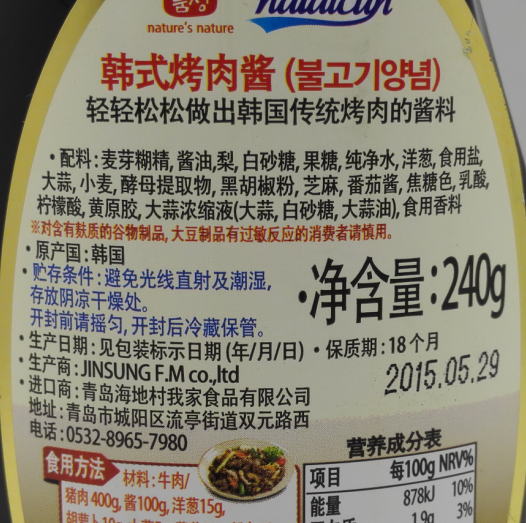 nature's nature
韩式烤肉酱 (불고기양념)
轻轻松松做出韩国传统烤肉的酱料
• 配料: 麦芽糊精, 酱油, 梨, 白砂糖, 果糖, 纯净水, 洋葱, 食用盐,
大蒜, 小麦, 酵母提取物, 黑胡椒粉, 芝麻, 番茄酱, 焦糖色, 乳酸,
柠檬酸, 黄原胶, 大蒜浓缩液(大蒜, 白砂糖, 大蒜油), 食用香料
※对含有麸质的谷物制品, 大豆制品有过敏反应的消费者请慎用。
• 原产国: 韩国
• 贮存条件: 避免光线直射及潮湿,
存放阴凉干燥处。
开封前请摇匀, 开封后冷藏保管。
•净含量: 240g
• 生产日期: 见包装标示日期 (年/月/日) • 保质期: 18个月
• 生产商: JINSUNG F.M co.,ltd
2015.05.29
• 进口商: 青岛海地村我家食品有限公司
地址: 青岛市城阳区流亭街道双元路西
电话: 0532-8965-7980
食用方法
材料: 牛肉/
猪肉 400g, 酱100g, 洋葱15g,
营养成分表
项目 每100g NRV%
能量 878kJ 10%
1.9g 3%